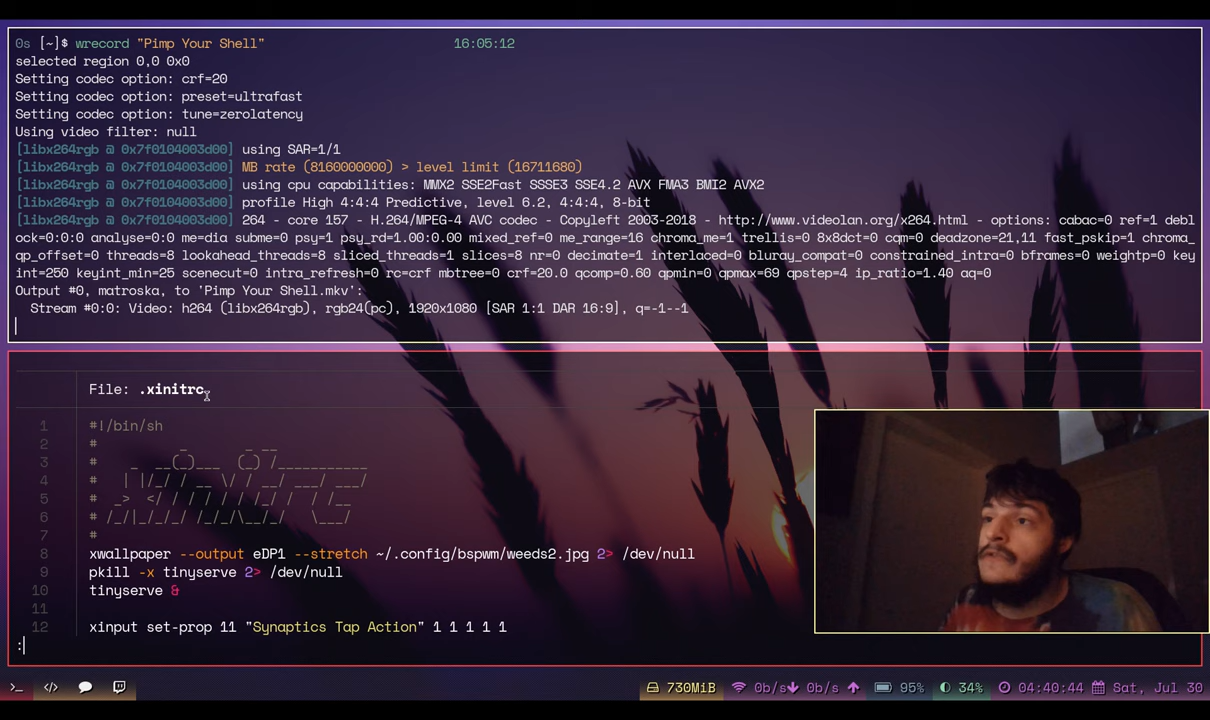 0s [~]$ wrecord "Pimp Your Shell" 16:05:12
selected region 0,0 0x0
Setting codec option: crf=20
Setting codec option: preset=ultrafast
Setting codec option: tune=zerolatency
Using video filter: null
[libx264rgb @ 0x7f0104003d00] using SAR=1/1
[libx264rgb @ 0x7f0104003d00] MB rate (8160000000) > level limit (16711680)
[libx264rgb @ 0x7f0104003d00] using cpu capabilities: MMX2 SSE2Fast SSSE3 SSE4.2 AVX FMA3 BMI2 AVX2
[libx264rgb @ 0x7f0104003d00] profile High 4:4:4 Predictive, level 6.2, 4:4:4, 8-bit
[libx264rgb @ 0x7f0104003d00] 264 - core 157 - H.264/MPEG-4 AVC codec - Copyleft 2003-2018 - http://www.videolan.org/x264.html - options: cabac=0 ref=1 debl
ock=0:0:0 analyse=0:0 me=dia subme=0 psy=1 psy_rd=1.00:0.00 mixed_ref=0 me_range=16 chroma_me=1 trellis=0 8x8dct=0 cqm=0 deadzone=21,11 fast_pskip=1 chroma_
qp_offset=0 threads=8 lookahead_threads=8 sliced_threads=1 slices=8 nr=0 decimate=1 interlaced=0 bluray_compat=0 constrained_intra=0 bframes=0 weightp=0 key
int=250 keyint_min=25 scenecut=0 intra_refresh=0 rc=crf mbtree=0 crf=20.0 qcomp=0.60 qpmin=0 qpmax=69 qpstep=4 ip_ratio=1.40 aq=0
Output #0, matroska, to 'Pimp Your Shell.mkv':
Stream #0:0: Video: h264 (libx264rgb), rgb24(pc), 1920x1080 [SAR 1:1 DAR 16:9], q=-1--1
File: .xinitrc
1 #!/bin/sh
2 #
3 #
4 #
5 #
6 #
7 #
8 xwallpaper --output eDP1 --stretch ~/.config/bspwm/weeds2.jpg 2> /dev/null
9 pkill -x tinyserve 2> /dev/null
10 tinyserve &
11
12 xinput set-prop 11 "Synaptics Tap Action" 1 1 1 1 1
:
730MiB 0b/s 0b/s 95% 34% 04:40:44 Sat, Jul 30